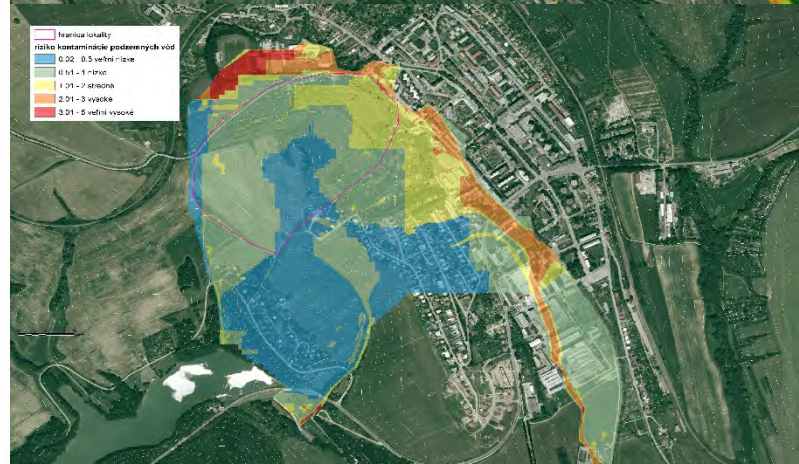 hranica lokality
riziko kontaminácie podzemných vôd
0.02 - 0.5 veľmi nízke
0.51 - 1 nízke
1.01 - 2 stredné
2.01 - 3 vysoké
3.01 - 5 veľmi vysoké